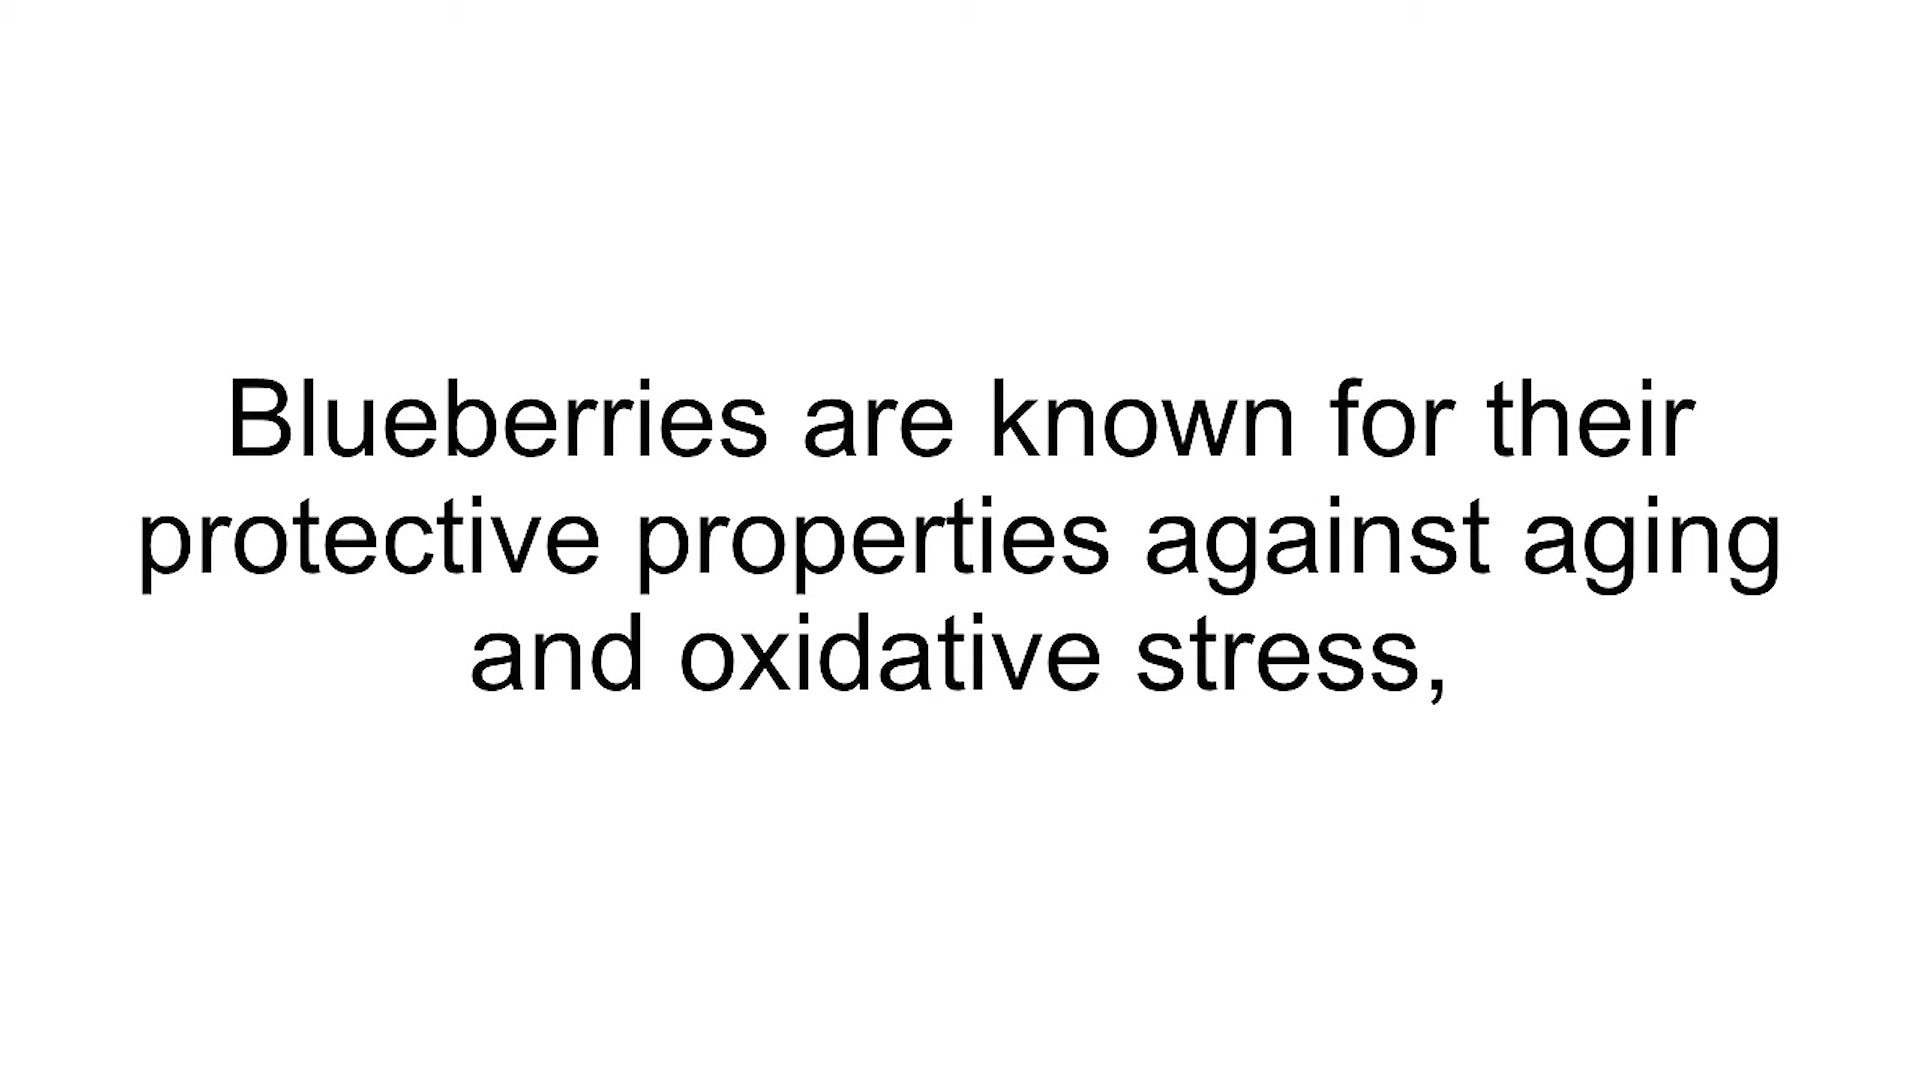 Blueberries are known for their
protective properties against aging
and oxidative stress,